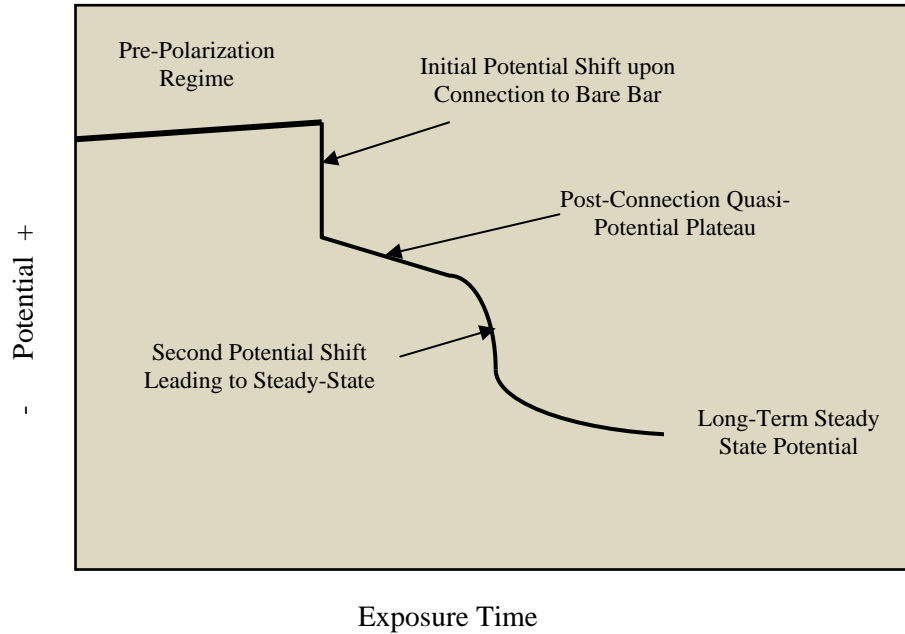 Pre-Polarization
Regime
Initial Potential Shift upon
Connection to Bare Bar
Post-Connection Quasi-
Potential Plateau
Second Potential Shift
Leading to Steady-State
Long-Term Steady
State Potential
- Potential +
Exposure Time